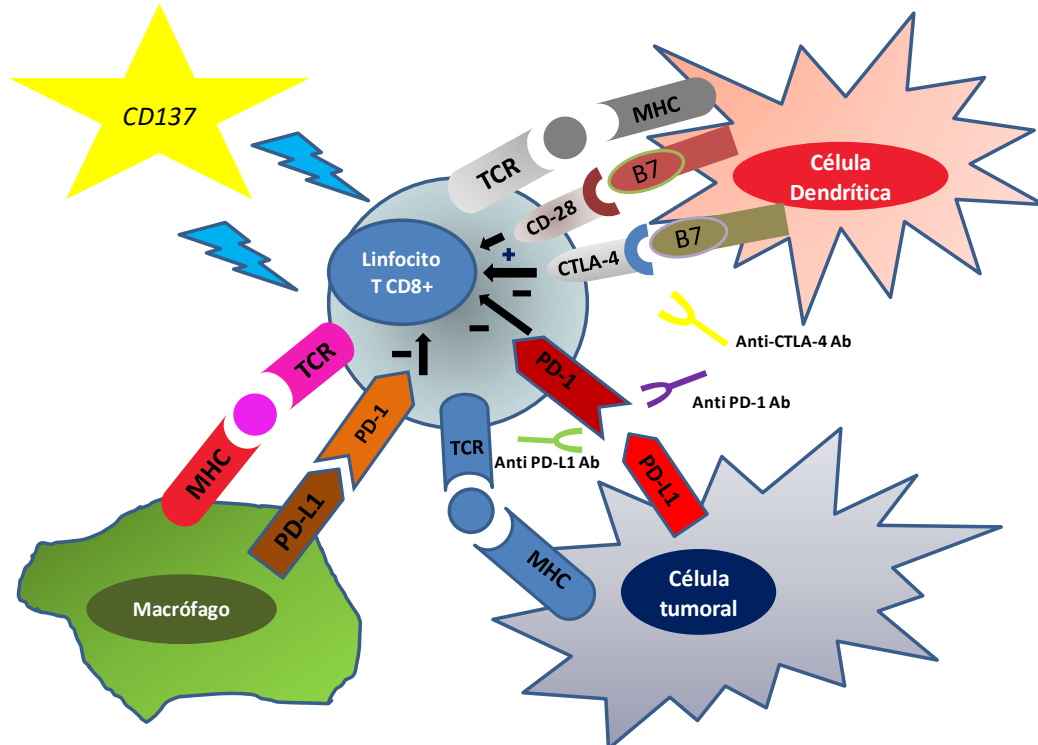 CD137
MHC
TCR
B7
CD-28
Célula
Dendrítica
B7
CTLA-4
Linfocito
T CD8+
+
−
−
−
Anti-CTLA-4 Ab
TCR
PD-1
PD-1
Anti PD-1 Ab
TCR
Anti PD-L1 Ab
MHC
PD-L1
PD-L1
MHC
Macrófago
Célula
tumoral